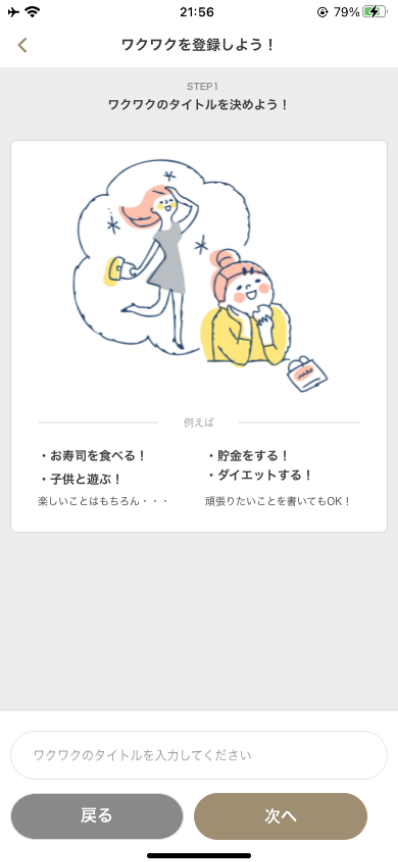 21:56
79%
ワクワクを登録しよう！
STEP1
ワクワクのタイトルを決めよう！
例えば
・お寿司を食べる！
・貯金をする！
・子供と遊ぶ！
・ダイエットする！
楽しいことはもちろん・・・
頑張りたいことを書いてもOK！
ワクワクのタイトルを入力してください
戻る
次へ